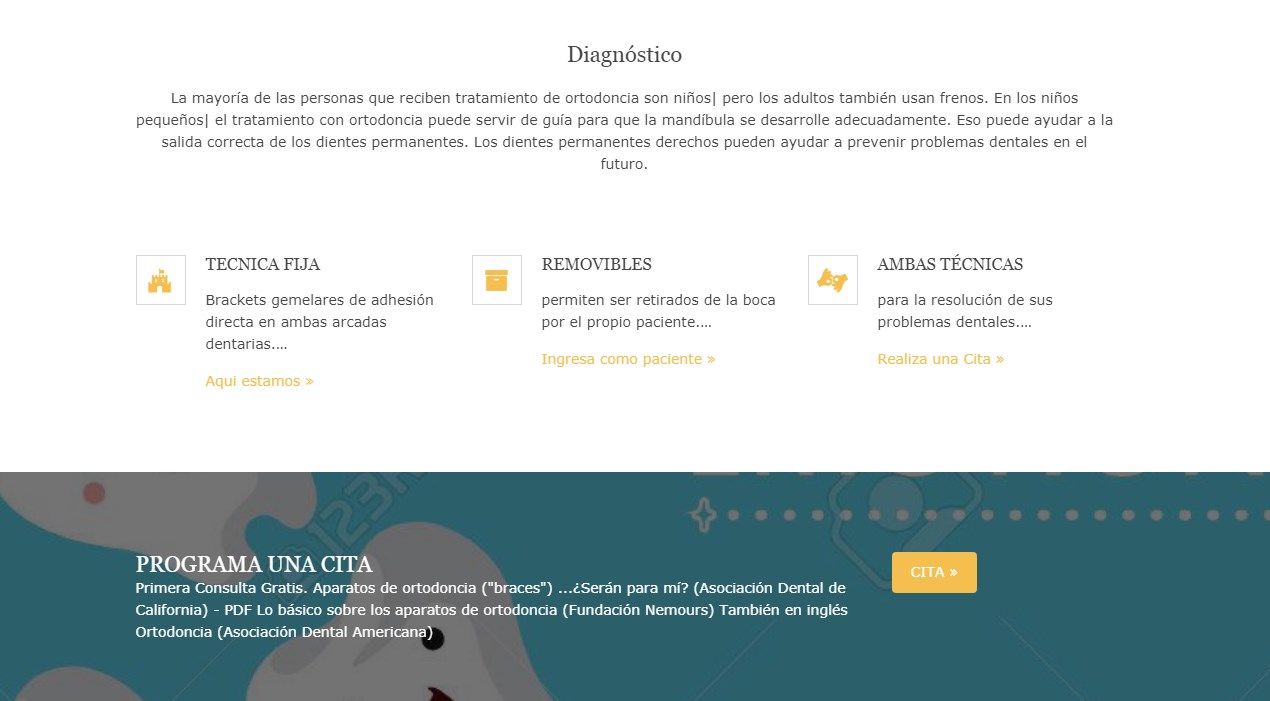 Diagnóstico
La mayoría de las personas que reciben tratamiento de ortodoncia son niños| pero los adultos también usan frenos. En los niños
pequeños| el tratamiento con ortodoncia puede servir de guía para que la mandíbula se desarrolle adecuadamente. Eso puede ayudar a la
salida correcta de los dientes permanentes. Los dientes permanentes derechos pueden ayudar a prevenir problemas dentales en el
futuro.
TECNICA FIJA
Brackets gemelares de adhesión
directa en ambas arcadas
dentarias....
Aqui estamos »
REMOVIBLES
permiten ser retirados de la boca
por el propio paciente....
Ingresa como paciente »
AMBAS TÉCNICAS
para la resolución de sus
problemas dentales....
Realiza una Cita »
PROGRAMA UNA CITA
Primera Consulta Gratis. Aparatos de ortodoncia ("braces") ...¿Serán para mí? (Asociación Dental de
California) - PDF Lo básico sobre los aparatos de ortodoncia (Fundación Nemours) También en inglés
Ortodoncia (Asociación Dental Americana)
CITA »